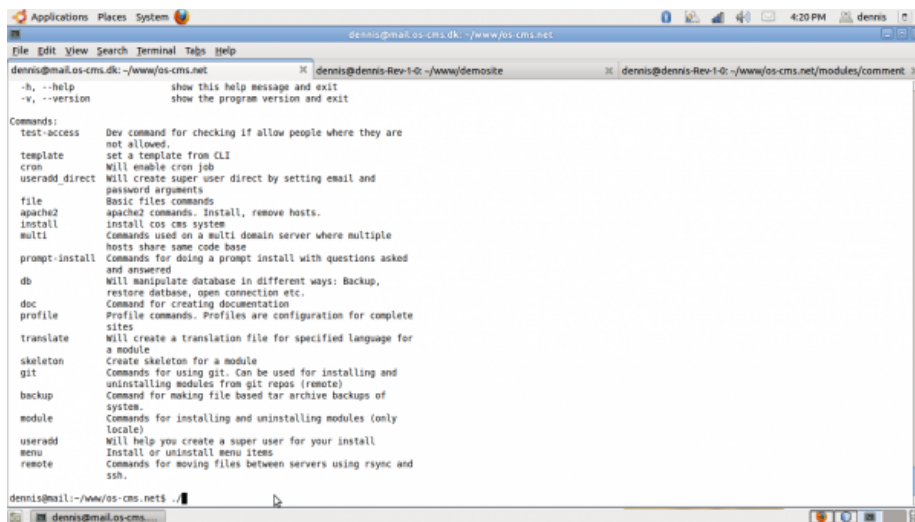 Applications Places System 4:20 PM dennis
dennis@mail.os-cms.dk: ~/www/os-cms.net
File Edit View Search Terminal Tabs Help
dennis@mail.os-cms.dk: ~/www/os-cms.net dennis@dennis-Rev-1-0: ~/www/demosite dennis@dennis-Rev-1-0: ~/www/os-cms.net/modules/comment
-h, --help show this help message and exit
-v, --version show the program version and exit
Commands:
test-access Dev command for checking if allow people where they are
not allowed.
template set a template from CLI
cron Will enable cron job
useradd_direct Will create super user direct by setting email and
password arguments
file Basic files commands
apache2 apache2 commands. Install, remove hosts.
install install cos cms system
multi Commands used on a multi domain server where multiple
hosts share same code base
prompt-install Commands for doing a prompt install with questions asked
and answered
db Will manipulate database in different ways: Backup,
restore datbase, open connection etc.
doc Command for creating documentation
profile Profile commands. Profiles are configuration for complete
sites
translate Will create a translation file for specified language for
a module
skeleton Create skeleton for a module
git Commands for using git. Can be used for installing and
uninstalling modules from git repos (remote)
backup Command for making file based tar archive backups of
system.
module Commands for installing and uninstalling modules (only
locale)
useradd Will help you create a super user for your install
menu Install or uninstall menu items
remote Commands for moving files between servers using rsync and
ssh.
dennis@mail:~/www/os-cms.net$ ./
dennis@mail.os-cms....